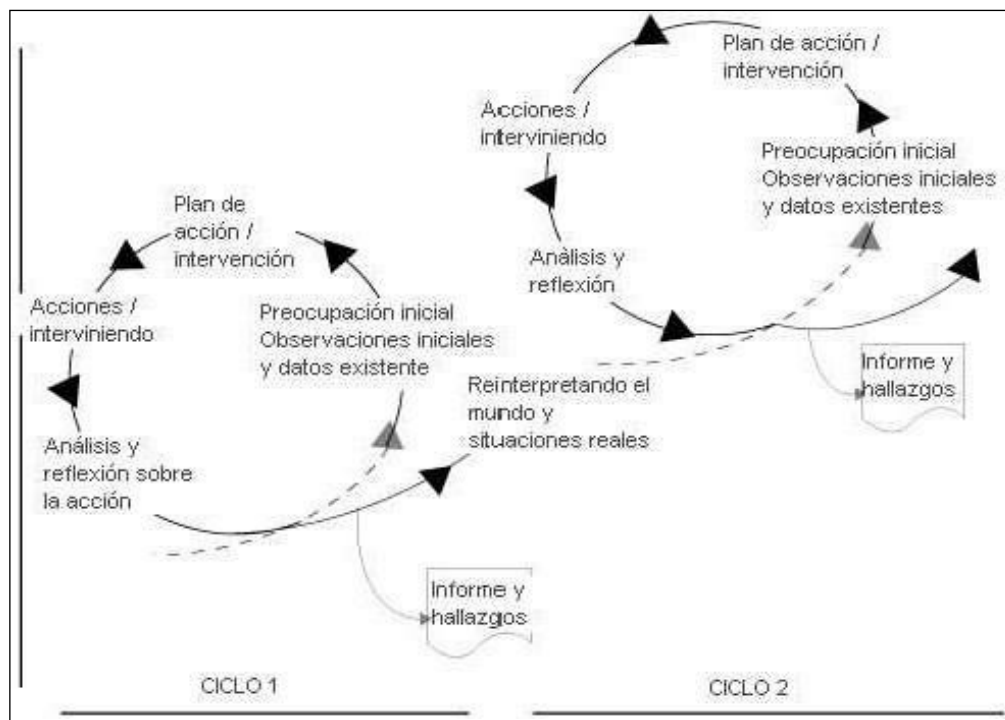 Plan de
acción /
intervención
Acciones /
interviniendo
Preocupación inicial
Observaciones iniciales
y datos existente
Análisis y
reflexión sobre
la acción
Reinterpretando el
mundo y
situaciones reales
Informe y
hallazgos
CICLO 1
Plan de acción /
intervención
Acciones /
interviniendo
Preocupación inicial
Observaciones iniciales
y datos existentes
Análisis y
reflexión
Informe y
hallazgos
CICLO 2